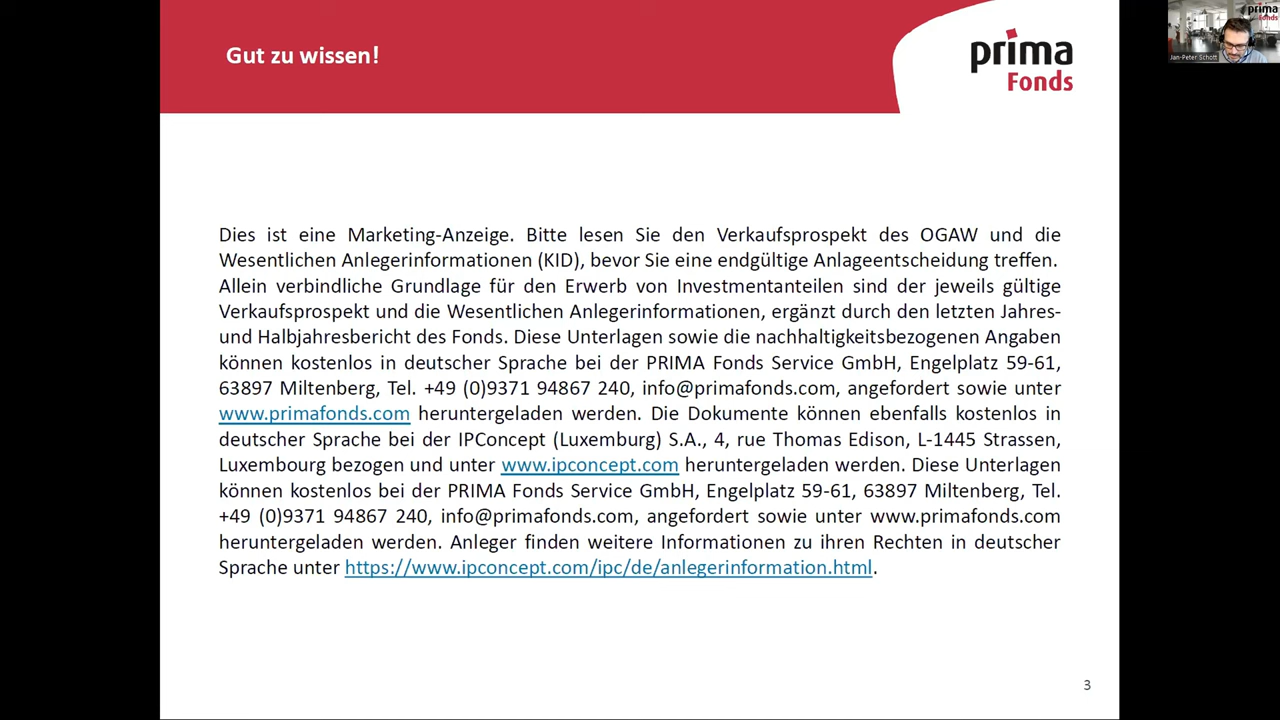 Gut zu wissen!
prima
Fonds
prima
Fonds
Jan-Peter Schott
Dies ist eine Marketing-Anzeige. Bitte lesen Sie den Verkaufsprospekt des OGAW und die
Wesentlichen Anlegerinformationen (KID), bevor Sie eine endgültige Anlageentscheidung treffen.
Allein verbindliche Grundlage für den Erwerb von Investmentanteilen sind der jeweils gültige
Verkaufsprospekt und die Wesentlichen Anlegerinformationen, ergänzt durch den letzten Jahres-
und Halbjahresbericht des Fonds. Diese Unterlagen sowie die nachhaltigkeitsbezogenen Angaben
können kostenlos in deutscher Sprache bei der PRIMA Fonds Service GmbH, Engelplatz 59-61,
63897 Miltenberg, Tel. +49 (0)9371 94867 240, info@primafonds.com, angefordert sowie unter
www.primafonds.com heruntergeladen werden. Die Dokumente können ebenfalls kostenlos in
deutscher Sprache bei der IPConcept (Luxemburg) S.A., 4, rue Thomas Edison, L-1445 Strassen,
Luxembourg bezogen und unter www.ipconcept.com heruntergeladen werden. Diese Unterlagen
können kostenlos bei der PRIMA Fonds Service GmbH, Engelplatz 59-61, 63897 Miltenberg, Tel.
+49 (0)9371 94867 240, info@primafonds.com, angefordert sowie unter www.primafonds.com
heruntergeladen werden. Anleger finden weitere Informationen zu ihren Rechten in deutscher
Sprache unter https://www.ipconcept.com/ipc/de/anlegerinformation.html.
3